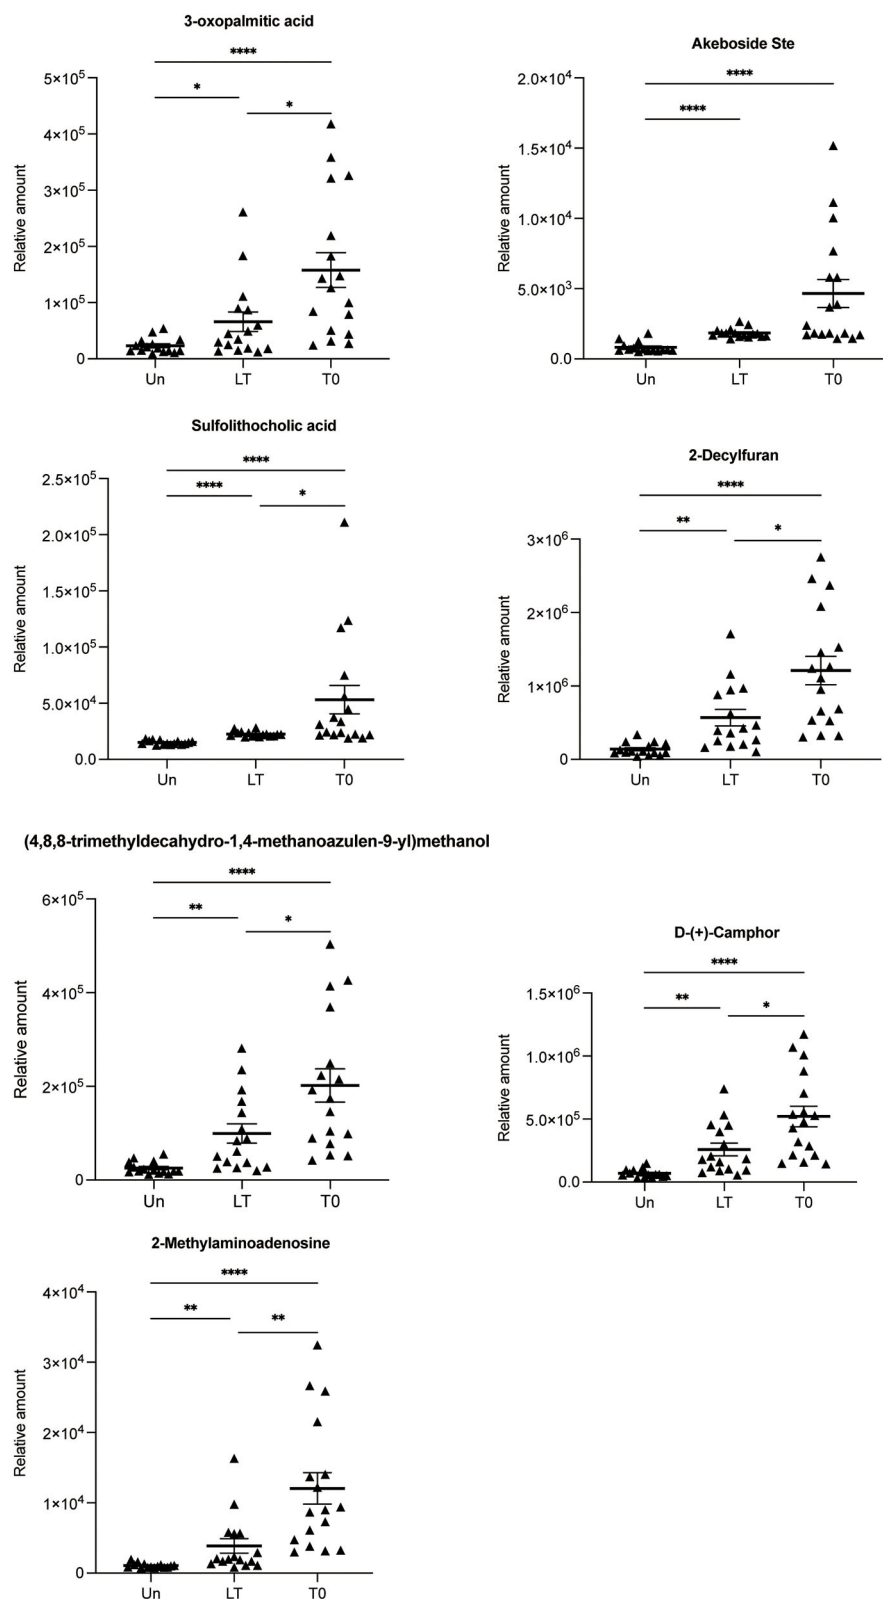 3-oxopalmitic acid
****
*
*
5×10⁵
4×10⁵
3×10⁵
2×10⁵
1×10⁵
0
Relative amount
Un LT T0
Akeboside Ste
****
****
2.0×10⁴
1.5×10⁴
1.0×10⁴
5.0×10³
0.0
Relative amount
Un LT T0
Sulfolithocholic acid
****
****
*
2.5×10⁵
2.0×10⁵
1.5×10⁵
1.0×10⁵
5.0×10⁴
0.0
Relative amount
Un LT T0
2-Decylfuran
****
**
*
3×10⁶
2×10⁶
1×10⁶
0
Relative amount
Un LT T0
(4,8,8-trimethyldecahydro-1,4-methanoazulen-9-yl)methanol
****
**
*
6×10⁵
4×10⁵
2×10⁵
0
Relative amount
Un LT T0
D-(+)-Camphor
****
**
*
1.5×10⁶
1.0×10⁶
5.0×10⁵
0.0
Relative amount
Un LT T0
2-Methylaminoadenosine
****
**
**
4×10⁴
3×10⁴
2×10⁴
1×10⁴
0
Relative amount
Un LT T0